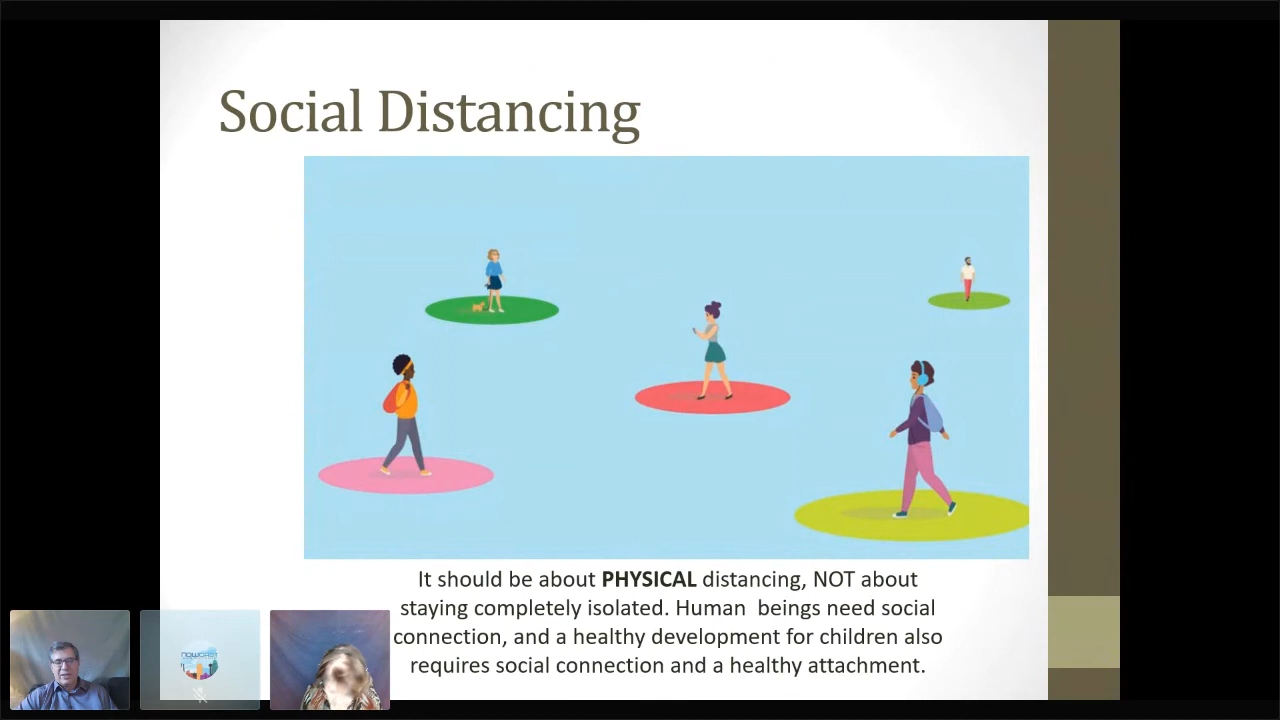 Social Distancing
It should be about PHYSICAL distancing, NOT about
staying completely isolated. Human beings need social
connection, and a healthy development for children also
requires social connection and a healthy attachment.
NOWCAST